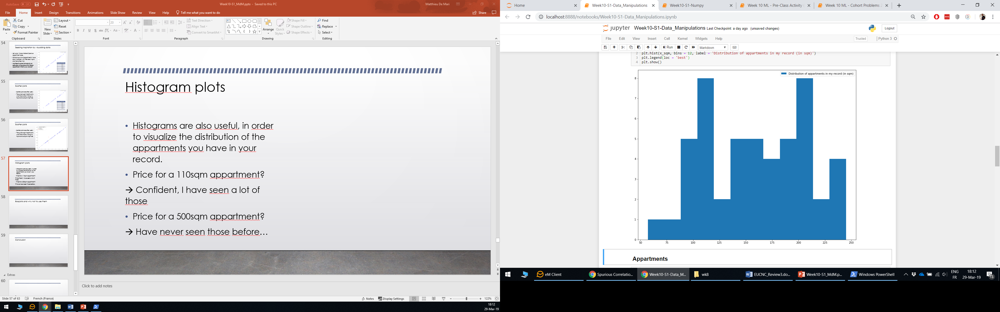 AutoSave Off
Week10-S1_MdM.pptx - Saved to this PC
Matthieu De Mari
File Home Insert Design Transitions Animations Slide Show Review View Help Tell me what you want to do
Share
Paste
Cut
Copy
Format Painter
Clipboard
New Slide
Layout
Reset
Section
Slides
20
Font
Text Direction
Align Text
Convert to SmartArt
Paragraph
Arrange
Quick Styles
Shape Fill
Shape Outline
Shape Effects
Drawing
Find
Replace
Select
Editing
54
Seeking inspiration by visualizing data
55
Scatter plots
56
Scatter plots
57
Histogram plots
58
Boxplots and why not to use them
59
Conclusion
Extras
60
Histogram plots
• Histograms are also useful, in order
to visualize the distribution of the
appartments you have in your
record.
• Price for a 110sqm appartment?
→ Confident, I have seen a lot of
those
• Price for a 500sqm appartment?
→ Have never seen those before…
Click to add notes
Slide 57 of 63
French (France)
Notes
Display Settings
122%
18:12
29-Mar-19
Home
Week10-S1-Data_Manipulations
Week10-S1-Numpy
Week 10 ML - Pre-Class Activity
Week 10 ML - Cohort Problems 2
localhost:8888/notebooks/Week10-S1-Data_Manipulations.ipynb
jupyter Week10-S1-Data_Manipulations Last Checkpoint: a day ago (unsaved changes)
Logout
File Edit View Insert Cell Kernel Widgets Help
Trusted
Python 3
Run
Markdown
2 plt.hist(x_sqm, bins = 12, label = 'Distribution of appartments in my record (in sqm)')
3 plt.legend(loc = 'best')
4 plt.show()
Distribution of appartments in my record (in sqm)
8
7
6
5
4
3
2
1
0
50 75 100 125 150 175 200 225 250
Appartments
eM Client
Spurious Correlatio...
Week10-S1-Data_M...
wk8
EUCNC_Review3.do...
Week10-S1_MdM.p...
Windows PowerShell
ENG
FR
18:12
29-Mar-19
13